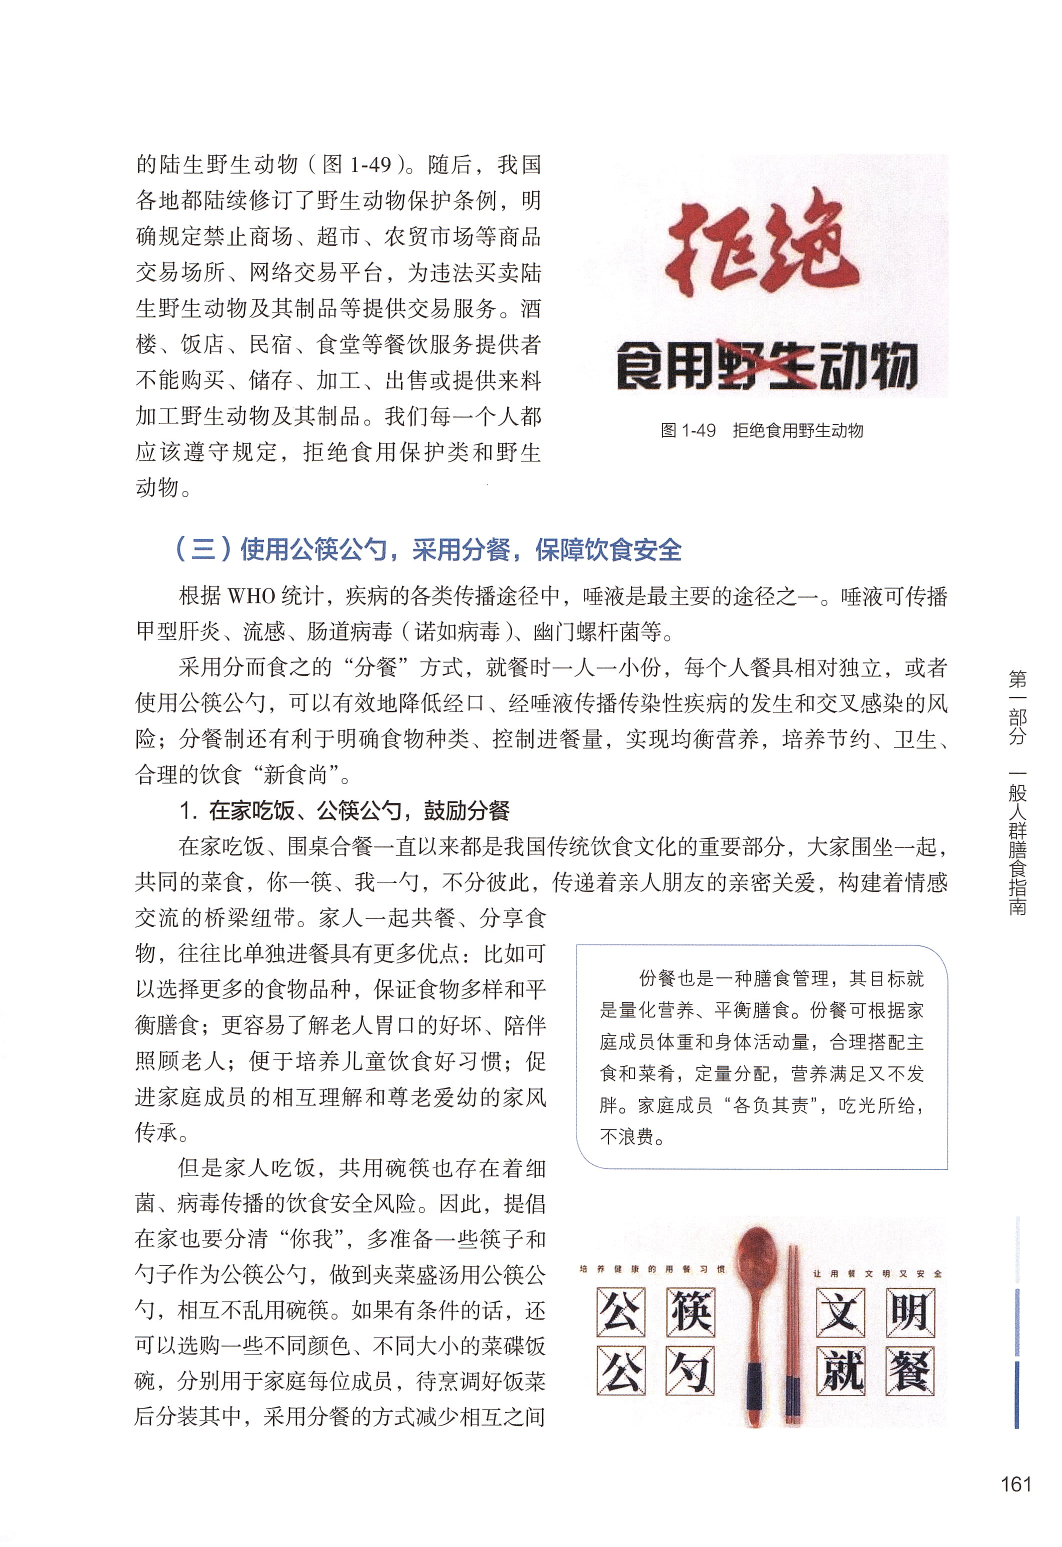 的陆生野生动物（图 1-49）。随后，我国
各地都陆续修订了野生动物保护条例，明
确规定禁止商场、超市、农贸市场等商品
交易场所、网络交易平台，为违法买卖陆
生野生动物及其制品等提供交易服务。酒
楼、饭店、民宿、食堂等餐饮服务提供者
不能购买、储存、加工、出售或提供来料
加工野生动物及其制品。我们每一个人都
应该遵守规定，拒绝食用保护类和野生
动物。
拒绝
食用野生动物
图 1-49　拒绝食用野生动物
（三）使用公筷公勺，采用分餐，保障饮食安全
根据 WHO 统计，疾病的各类传播途径中，唾液是最主要的途径之一。唾液可传播
甲型肝炎、流感、肠道病毒（诺如病毒）、幽门螺杆菌等。
采用分而食之的“分餐”方式，就餐时一人一小份，每个人餐具相对独立，或者
使用公筷公勺，可以有效地降低经口、经唾液传播传染性疾病的发生和交叉感染的风
险；分餐制还有利于明确食物种类、控制进餐量，实现均衡营养，培养节约、卫生、
合理的饮食“新食尚”。
1. 在家吃饭、公筷公勺，鼓励分餐
在家吃饭、围桌合餐一直以来都是我国传统饮食文化的重要部分，大家围坐一起，
共同的菜食，你一筷、我一勺，不分彼此，传递着亲人朋友的亲密关爱，构建着情感
交流的桥梁纽带。家人一起共餐、分享食
物，往往比单独进餐具有更多优点：比如可
以选择更多的食物品种，保证食物多样和平
衡膳食；更容易了解老人胃口的好坏、陪伴
照顾老人；便于培养儿童饮食好习惯；促
进家庭成员的相互理解和尊老爱幼的家风
传承。
但是家人吃饭，共用碗筷也存在着细
菌、病毒传播的饮食安全风险。因此，提倡
在家也要分清“你我”，多准备一些筷子和
勺子作为公筷公勺，做到夹菜盛汤用公筷公
勺，相互不乱用碗筷。如果有条件的话，还
可以选购一些不同颜色、不同大小的菜碟饭
碗，分别用于家庭每位成员，待烹调好饭菜
后分装其中，采用分餐的方式减少相互之间
份餐也是一种膳食管理，其目标就
是量化营养、平衡膳食。份餐可根据家
庭成员体重和身体活动量，合理搭配主
食和菜肴，定量分配，营养满足又不发
胖。家庭成员“各负其责”，吃光所给，
不浪费。
培养健康的用餐习惯
公筷
公勺
让用餐文明又安全
文明
就餐
第一部分　一般人群膳食指南
161